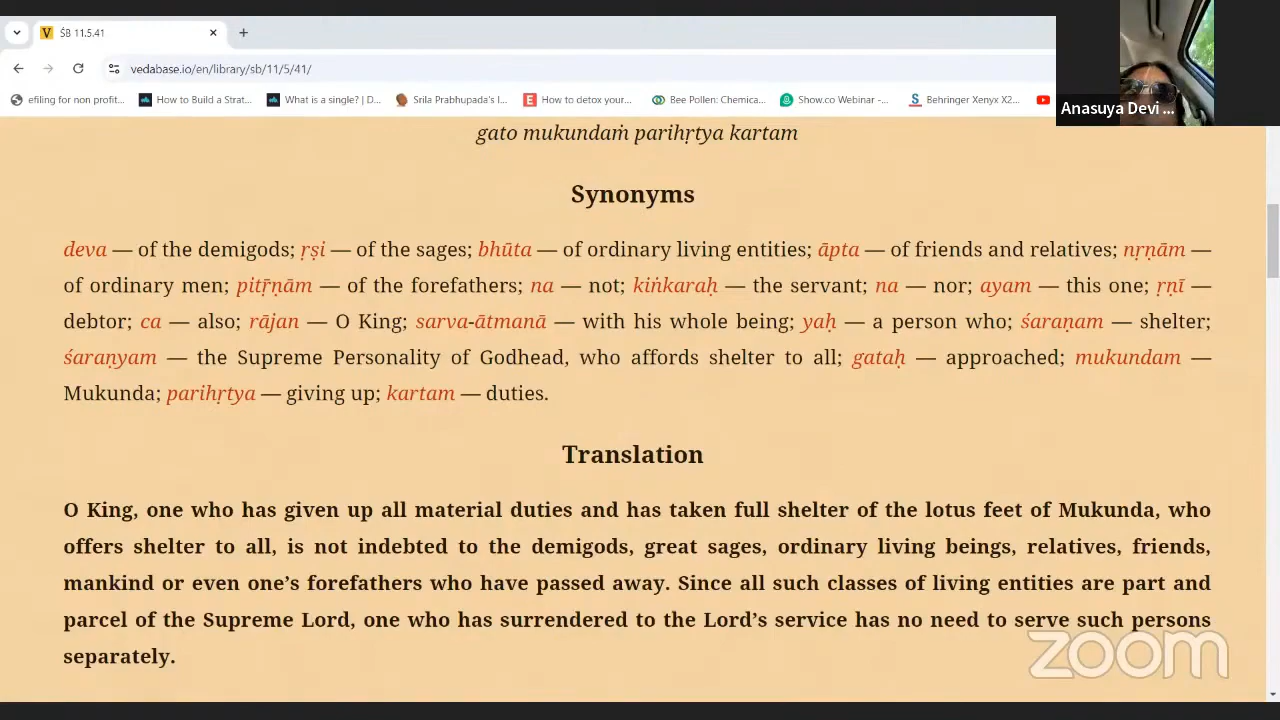 ŚB 11.5.41
vedabase.io/en/library/sb/11/5/41/
efiling for non profit...
How to Build a Strat...
What is a single? | D...
Srila Prabhupada's l...
How to detox your...
Bee Pollen: Chemica...
Show.co Webinar -...
Behringer Xenyx X2...
Anasuya Devi ...
gato mukundaṁ parihṛtya kartam
Synonyms
deva — of the demigods; ṛṣi — of the sages; bhūta — of ordinary living entities; āpta — of friends and relatives; nṛṇām —
of ordinary men; pitṝṇām — of the forefathers; na — not; kiṅkaraḥ — the servant; na — nor; ayam — this one; ṛṇī —
debtor; ca — also; rājan — O King; sarva-ātmanā — with his whole being; yaḥ — a person who; śaraṇam — shelter;
śaraṇyam — the Supreme Personality of Godhead, who affords shelter to all; gataḥ — approached; mukundam —
Mukunda; parihṛtya — giving up; kartam — duties.
Translation
O King, one who has given up all material duties and has taken full shelter of the lotus feet of Mukunda, who
offers shelter to all, is not indebted to the demigods, great sages, ordinary living beings, relatives, friends,
mankind or even one’s forefathers who have passed away. Since all such classes of living entities are part and
parcel of the Supreme Lord, one who has surrendered to the Lord’s service has no need to serve such persons
separately.
zoom